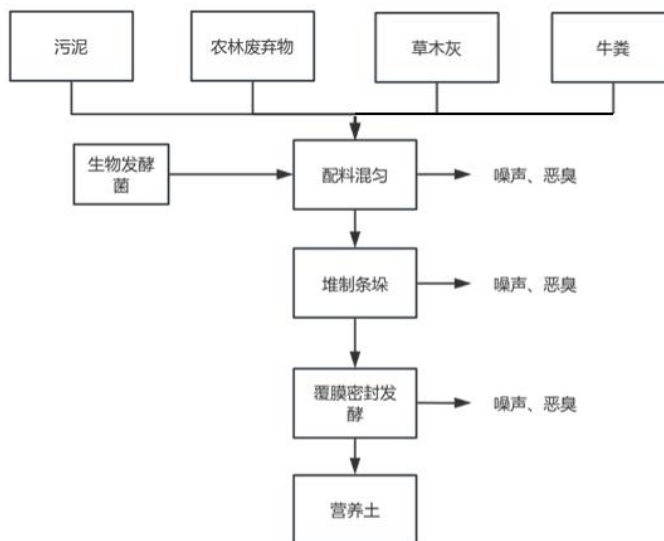 污泥
农林废弃物
草木灰
牛粪
生物发酵
菌
配料混匀
噪声、恶臭
堆制条垛
噪声、恶臭
覆膜密封发
酵
噪声、恶臭
营养土